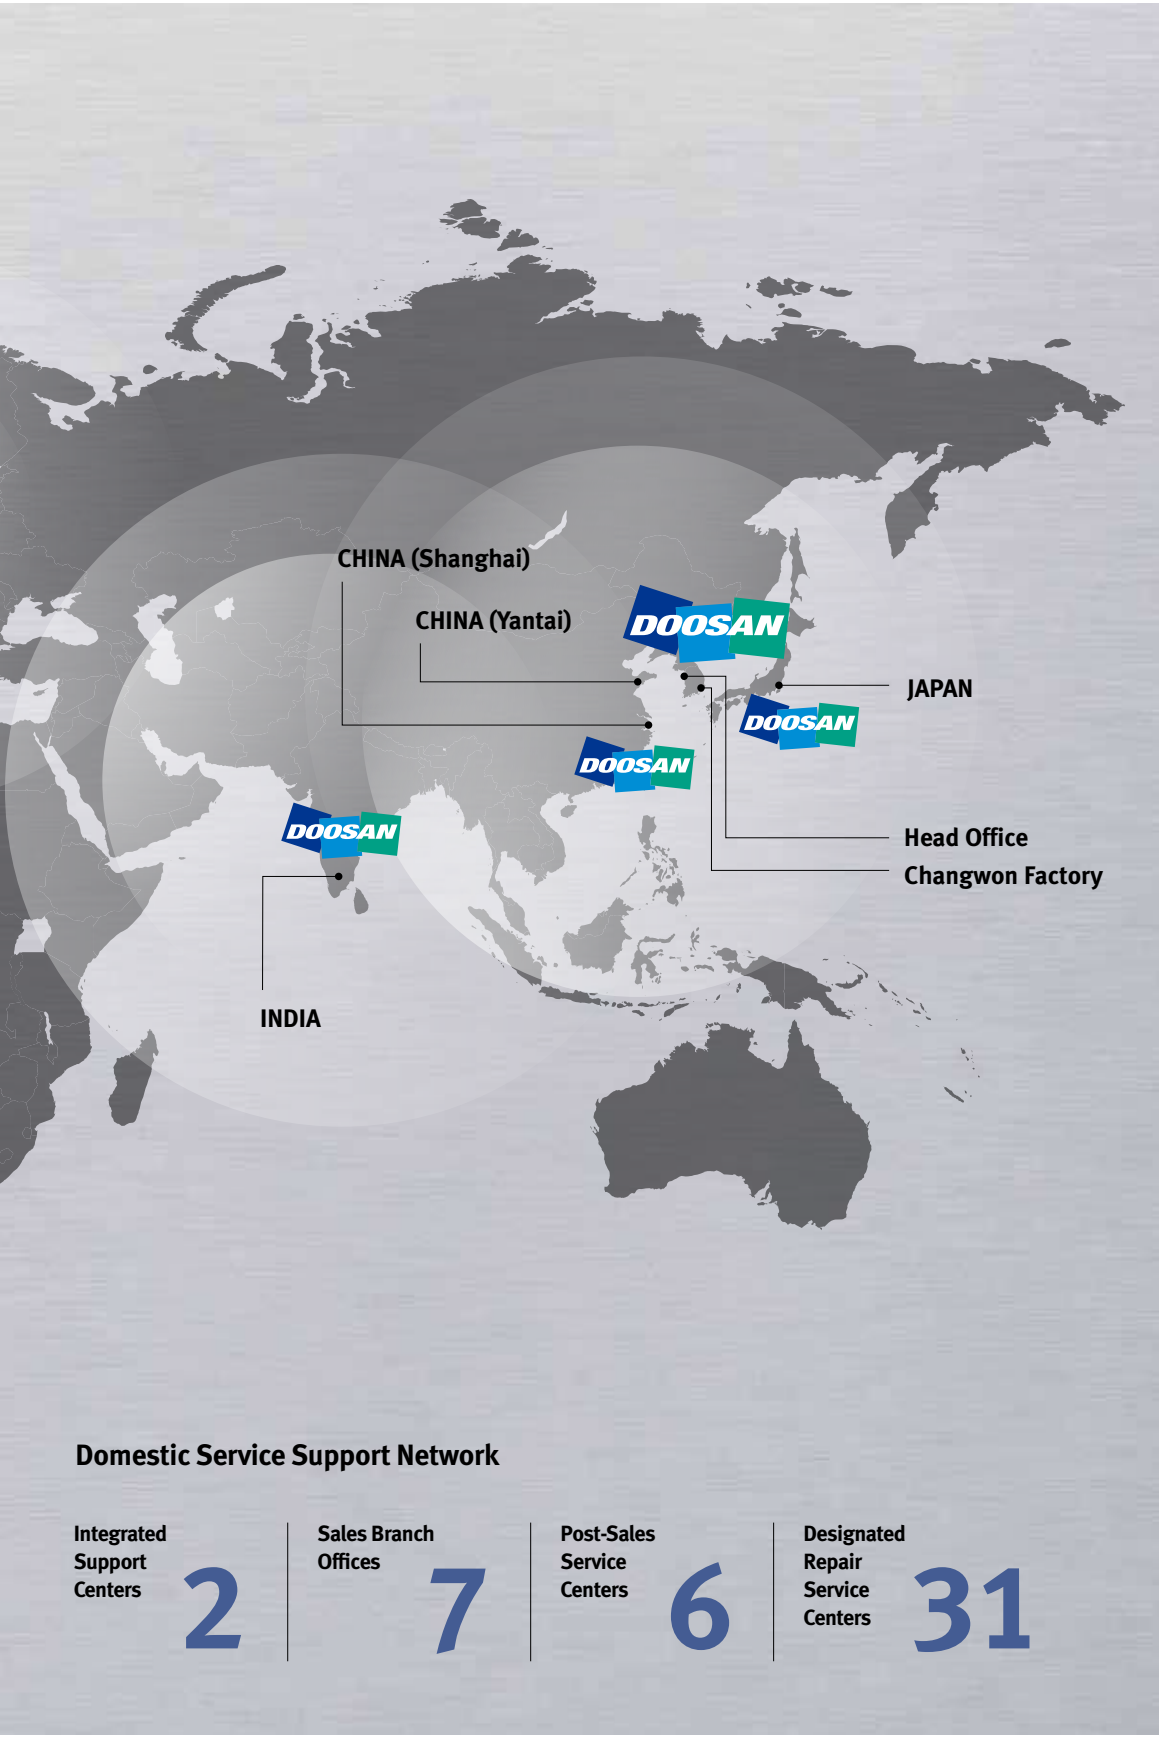 CHINA (Shanghai)
CHINA (Yantai)
DOOSAN
JAPAN
DOOSAN
DOOSAN
DOOSAN
Head Office
Changwon Factory
INDIA
Domestic Service Support Network
Integrated
Support
Centers
2
Sales Branch
Offices
7
Post-Sales
Service
Centers
6
Designated
Repair
Service
Centers
31